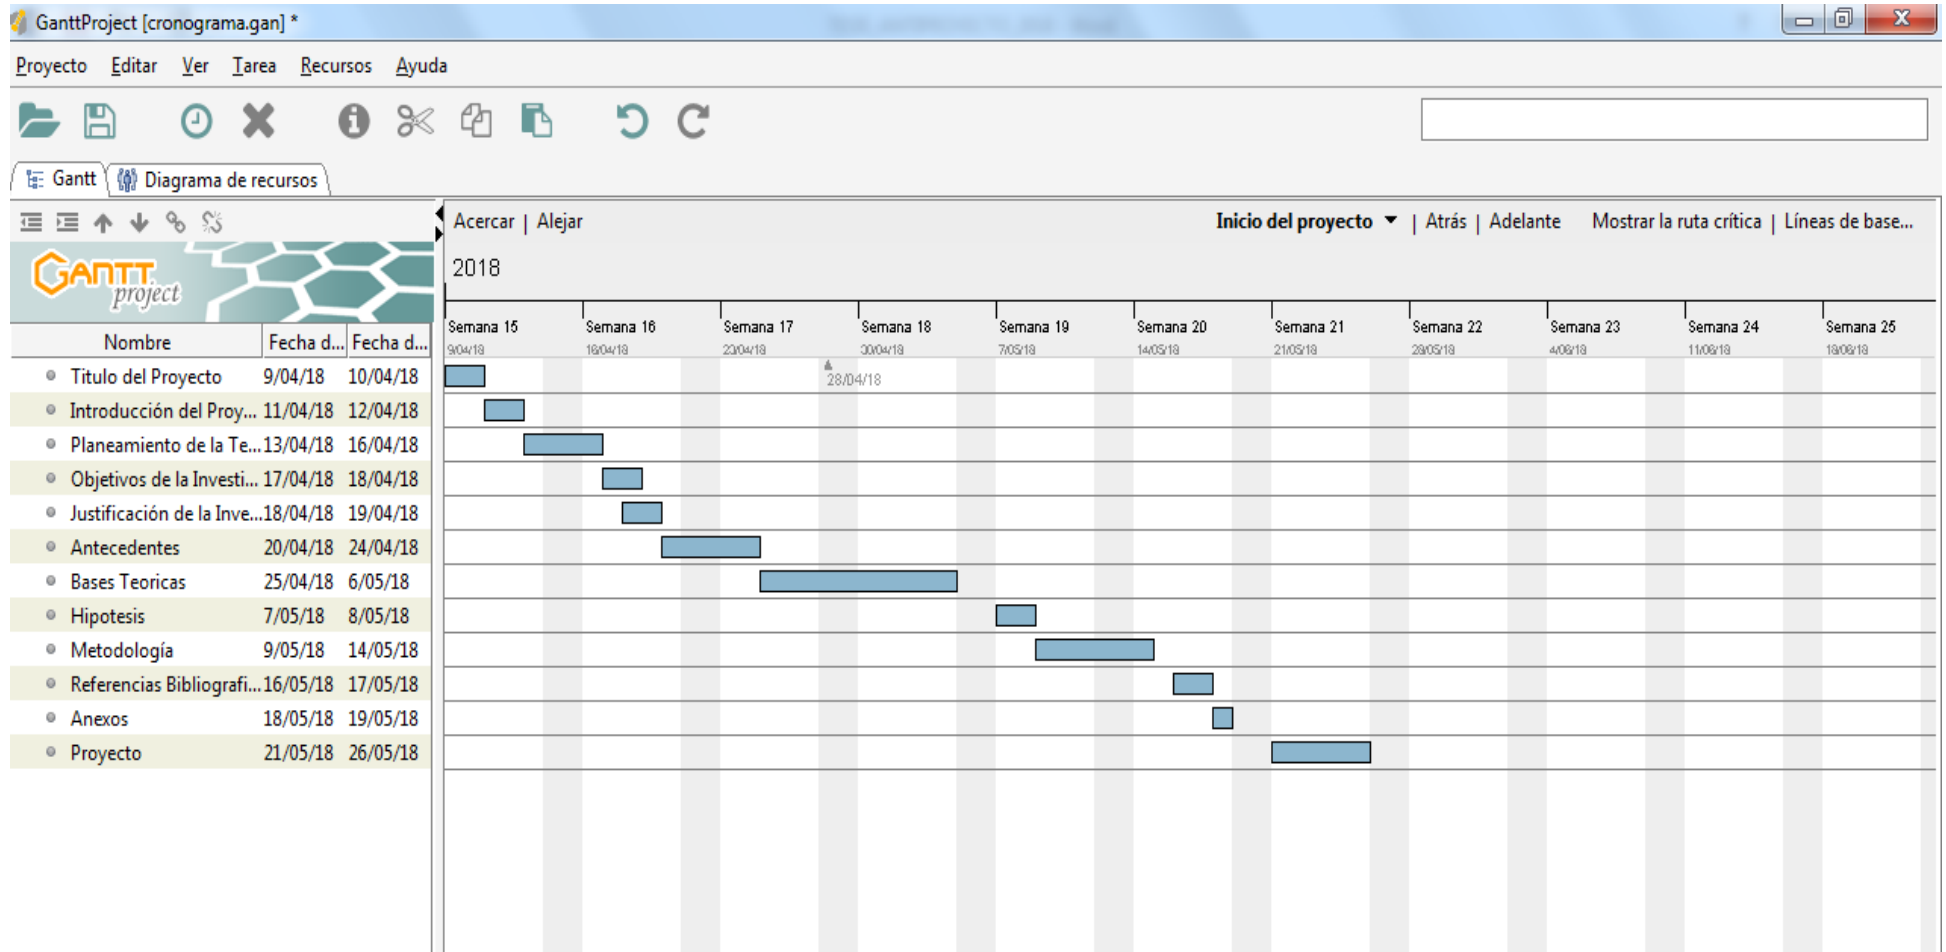 GanttProject [cronograma.gan] *
Proyecto Editar Ver Tarea Recursos Ayuda
Gantt Diagrama de recursos
Acercar | Alejar Inicio del proyecto | Atrás | Adelante Mostrar la ruta crítica | Líneas de base...
GANTT project
2018
Semana 15 Semana 16 Semana 17 Semana 18 Semana 19 Semana 20 Semana 21 Semana 22 Semana 23 Semana 24 Semana 25
Nombre Fecha d... Fecha d...
9/04/18 16/04/18 23/04/18 30/04/18 7/05/18 14/05/18 21/05/18 28/05/18 4/06/18 11/06/18 18/06/18
Titulo del Proyecto 9/04/18 10/04/18
28/04/18
Introducción del Proy... 11/04/18 12/04/18
Planeamiento de la Te... 13/04/18 16/04/18
Objetivos de la Investi... 17/04/18 18/04/18
Justificación de la Inve... 18/04/18 19/04/18
Antecedentes 20/04/18 24/04/18
Bases Teoricas 25/04/18 6/05/18
Hipotesis 7/05/18 8/05/18
Metodología 9/05/18 14/05/18
Referencias Bibliografi... 16/05/18 17/05/18
Anexos 18/05/18 19/05/18
Proyecto 21/05/18 26/05/18